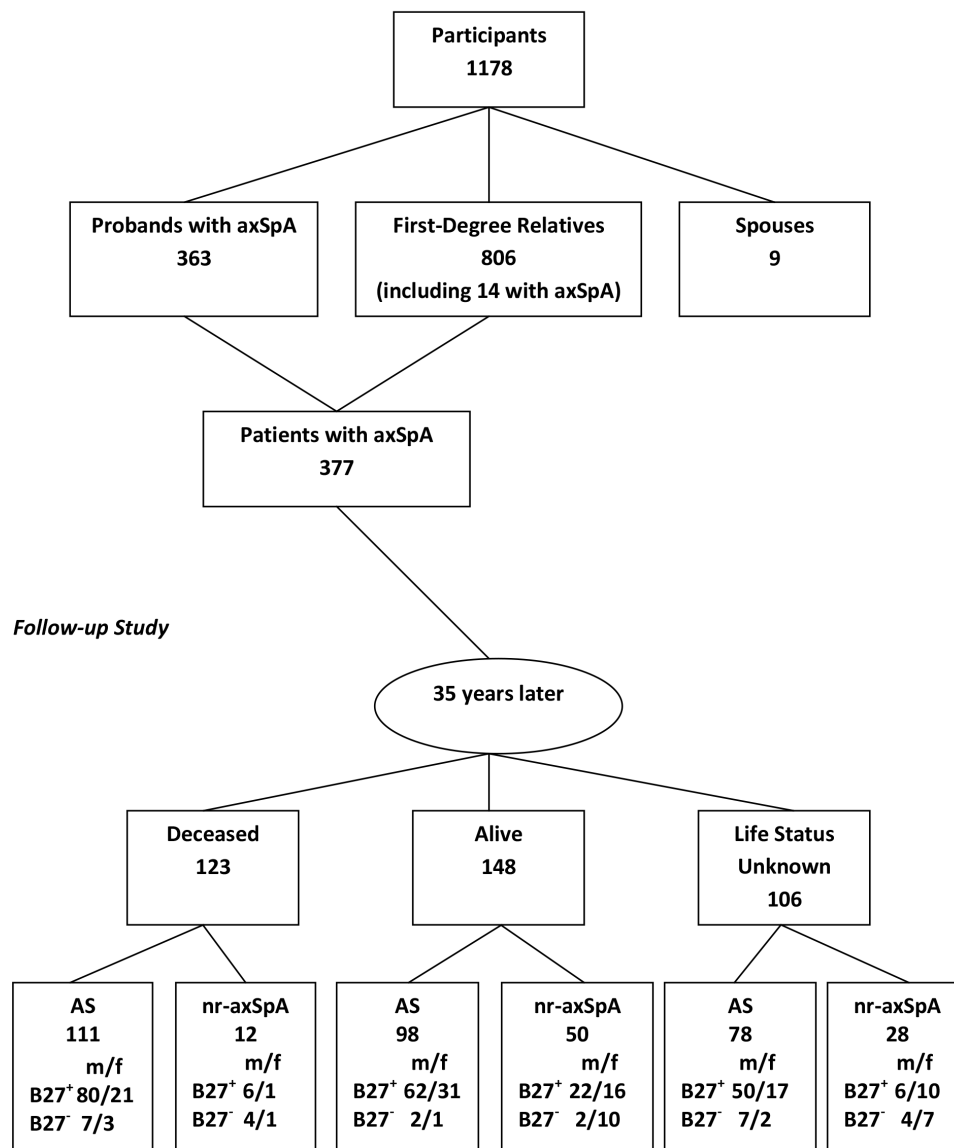 Participants
1178
Probands with axSpA
363
First-Degree Relatives
806
(including 14 with axSpA)
Spouses
9
Patients with axSpA
377
Follow-up Study
35 years later
Deceased
123
Alive
148
Life Status
Unknown
106
AS
111
m/f
B27⁺ 80/21
B27⁻ 7/3
nr-axSpA
12
m/f
B27⁺ 6/1
B27⁻ 4/1
AS
98
m/f
B27⁺ 62/31
B27⁻ 2/1
nr-axSpA
50
m/f
B27⁺ 22/16
B27⁻ 2/10
AS
78
m/f
B27⁺ 50/17
B27⁻ 7/2
nr-axSpA
28
m/f
B27⁺ 6/10
B27⁻ 4/7